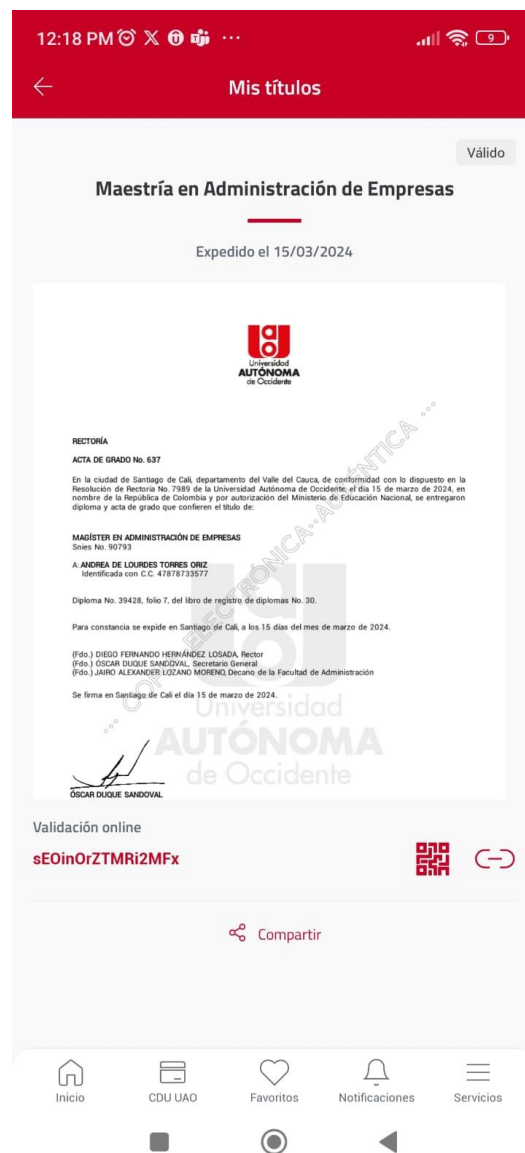 12:18 PM
9
Mis títulos
Válido
Maestría en Administración de Empresas
Expedido el 15/03/2024
Universidad
AUTÓNOMA
de Occidente
RECTORÍA
ACTA DE GRADO No. 637
En la ciudad de Santiago de Cali, departamento del Valle del Cauca, de conformidad con lo dispuesto en la
Resolución de Rectoría No. 7989 de la Universidad Autónoma de Occidente, el día 15 de marzo de 2024, en
nombre de la República de Colombia y por autorización del Ministerio de Educación Nacional, se entregaron
diploma y acta de grado que confieren el título de:
MAGÍSTER EN ADMINISTRACIÓN DE EMPRESAS
Snies No. 90793
A: ANDREA DE LOURDES TORRES ORIZ
Identificada con C.C. 47878733577
Diploma No. 39428, folio 7, del libro de registro de diplomas No. 30.
Para constancia se expide en Santiago de Cali, a los 15 días del mes de marzo de 2024.
(Fdo.) DIEGO FERNANDO HERNÁNDEZ LOSADA, Rector
(Fdo.) ÓSCAR DUQUE SANDOVAL, Secretario General
(Fdo.) JAIRO ALEXANDER LOZANO MORENO, Decano de la Facultad de Administración
Se firma en Santiago de Cali el día 15 de marzo de 2024.
ÓSCAR DUQUE SANDOVAL
... COPIA ELECTRÓNICA··AUTÉNTICA ...
Universidad
AUTÓNOMA
de Occidente
Validación online
sEOinOrZTMRi2MFx
Compartir
Inicio
CDU UAO
Favoritos
Notificaciones
Servicios